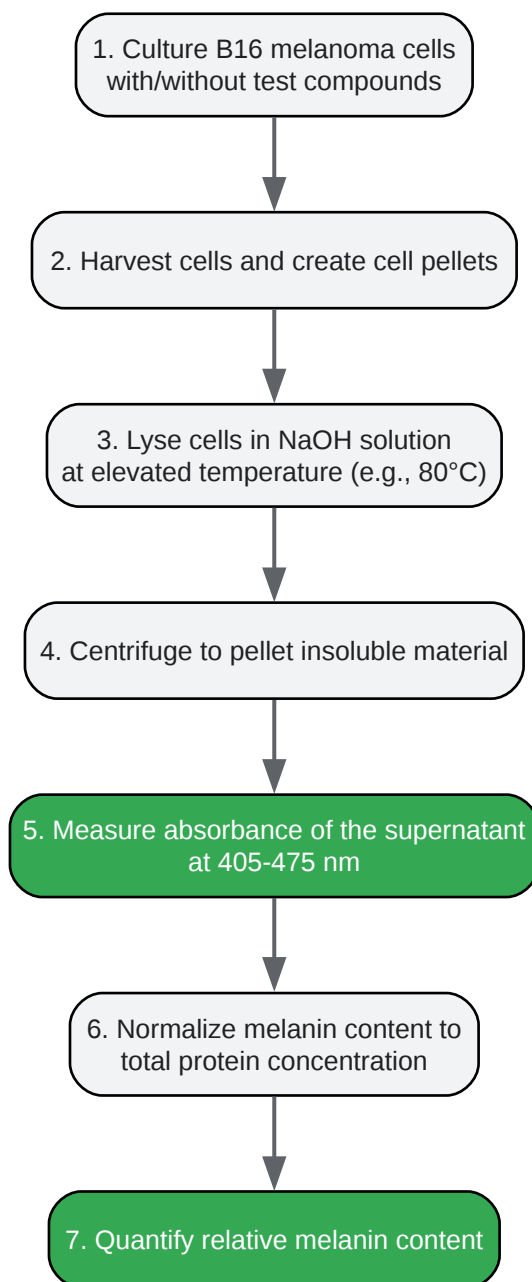 1. Culture B16 melanoma cells
with/without test compounds
2. Harvest cells and create cell pellets
3. Lyse cells in NaOH solution
at elevated temperature (e.g., 80°C)
4. Centrifuge to pellet insoluble material
5. Measure absorbance of the supernatant
at 405-475 nm
6. Normalize melanin content to
total protein concentration
7. Quantify relative melanin content